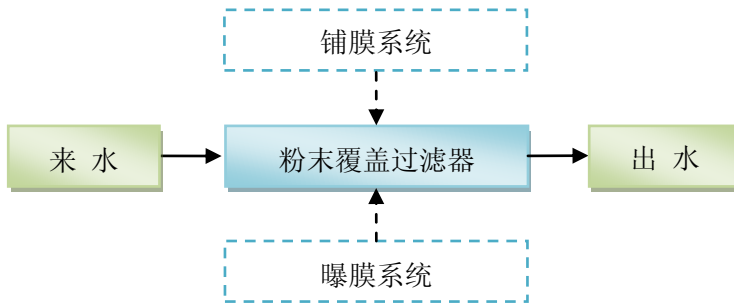 铺膜系统
来 水
粉末覆盖过滤器
出 水
曝膜系统